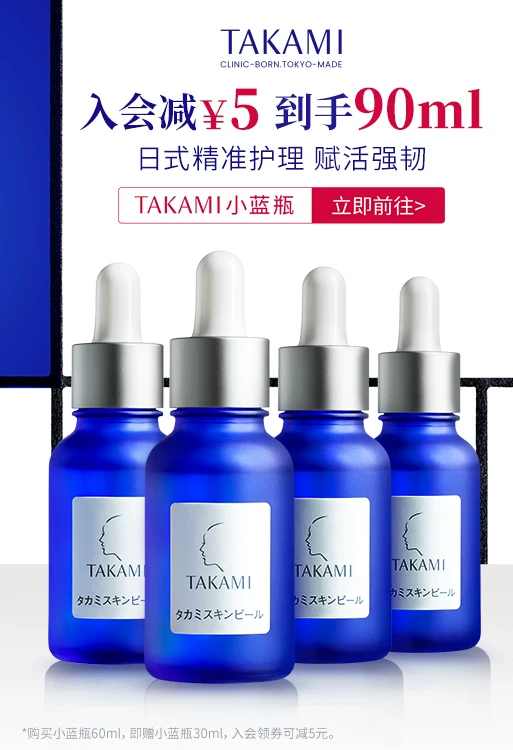 TAKAMI
CLINIC-BORN.TOKYO-MADE
入会减¥5 到手90ml
日式精准护理 赋活强韧
TAKAMI小蓝瓶 立即前往>
TAKAMI
タカミスキンピー
TAKAMI
タカミスキンピール
TAKAMI
カミスキンピール
TAKAMI
カミスキンピール
*购买小蓝瓶60ml, 即赠小蓝瓶30ml, 入会领券可减5元。